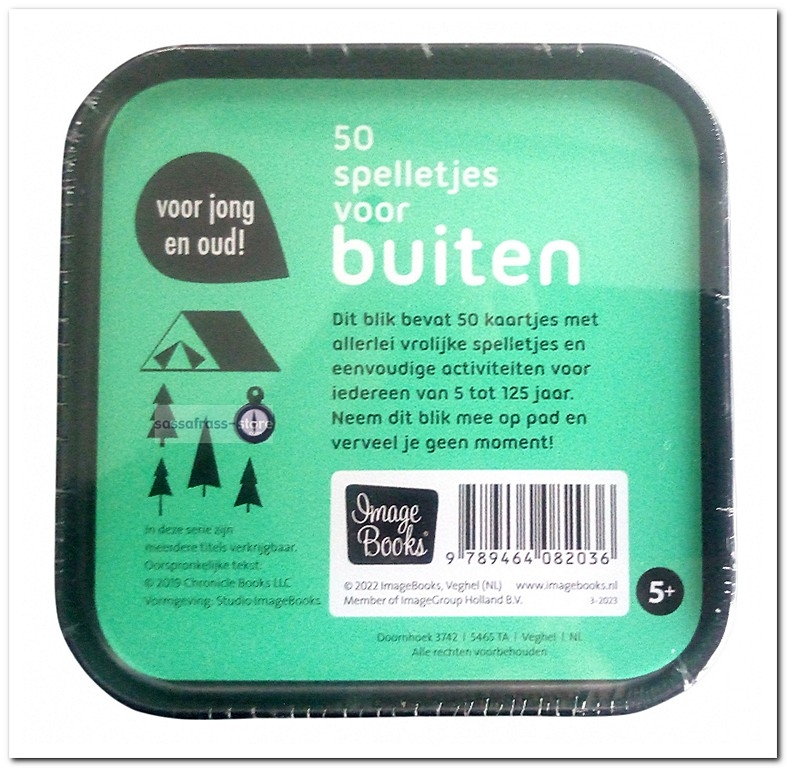 50
spelletjes
voor
buiten
voor jong
en oud!
Dit blik bevat 50 kaartjes met
allerlei vrolijke spelletjes en
eenvoudige activiteiten voor
iedereen van 5 tot 125 jaar.
Neem dit blik mee op pad en
verveel je geen moment!
sassafrass-store
In deze serie zijn
meerdere titels verkrijgbaar.
Oorspronkelijke tekst:
© 2019 Chronicle Books LLC
Vormgeving: Studio ImageBooks
Image
Books®
9 789464 082036
© 2022 ImageBooks, Veghel (NL) www.imagebooks.nl
Member of ImageGroup Holland B.V. 3-2023
5+
Doornhoek 3742 | 5465 TA | Veghel | NL
Alle rechten voorbehouden